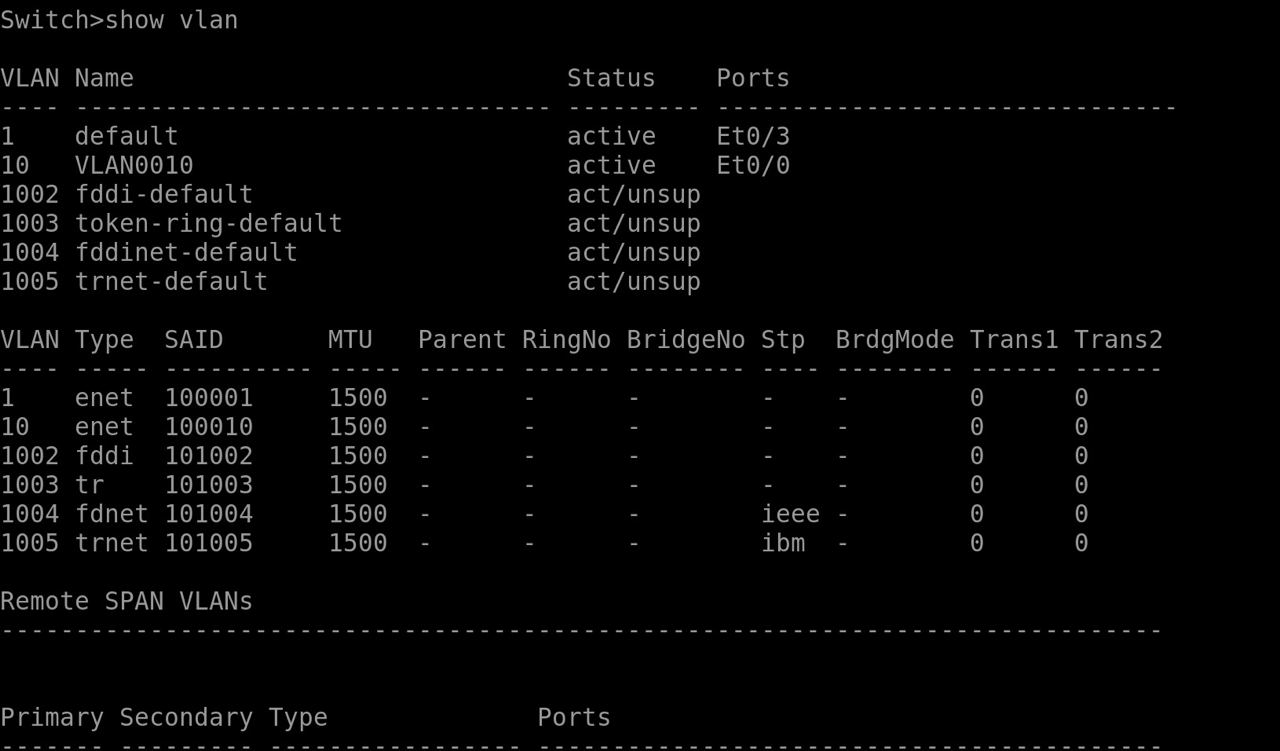 Switch>show vlan

VLAN Name                             Status    Ports
---- -------------------------------- --------- -------------------------------
1    default                          active    Et0/3
10   VLAN0010                         active    Et0/0
1002 fddi-default                     act/unsup
1003 token-ring-default               act/unsup
1004 fddinet-default                  act/unsup
1005 trnet-default                    act/unsup

VLAN Type  SAID       MTU   Parent RingNo BridgeNo Stp  BrdgMode Trans1 Trans2
---- ----- ---------- ----- ------ ------ -------- ---- -------- ------ ------
1    enet  100001     1500  -      -      -        -    -        0      0
10   enet  100010     1500  -      -      -        -    -        0      0
1002 fddi  101002     1500  -      -      -        -    -        0      0
1003 tr    101003     1500  -      -      -        -    -        0      0
1004 fdnet 101004     1500  -      -      -        ieee -        0      0
1005 trnet 101005     1500  -      -      -        ibm  -        0      0

Remote SPAN VLANs
------------------------------------------------------------------------------


Primary Secondary Type              Ports
------- --------- ----------------- ------------------------------------------